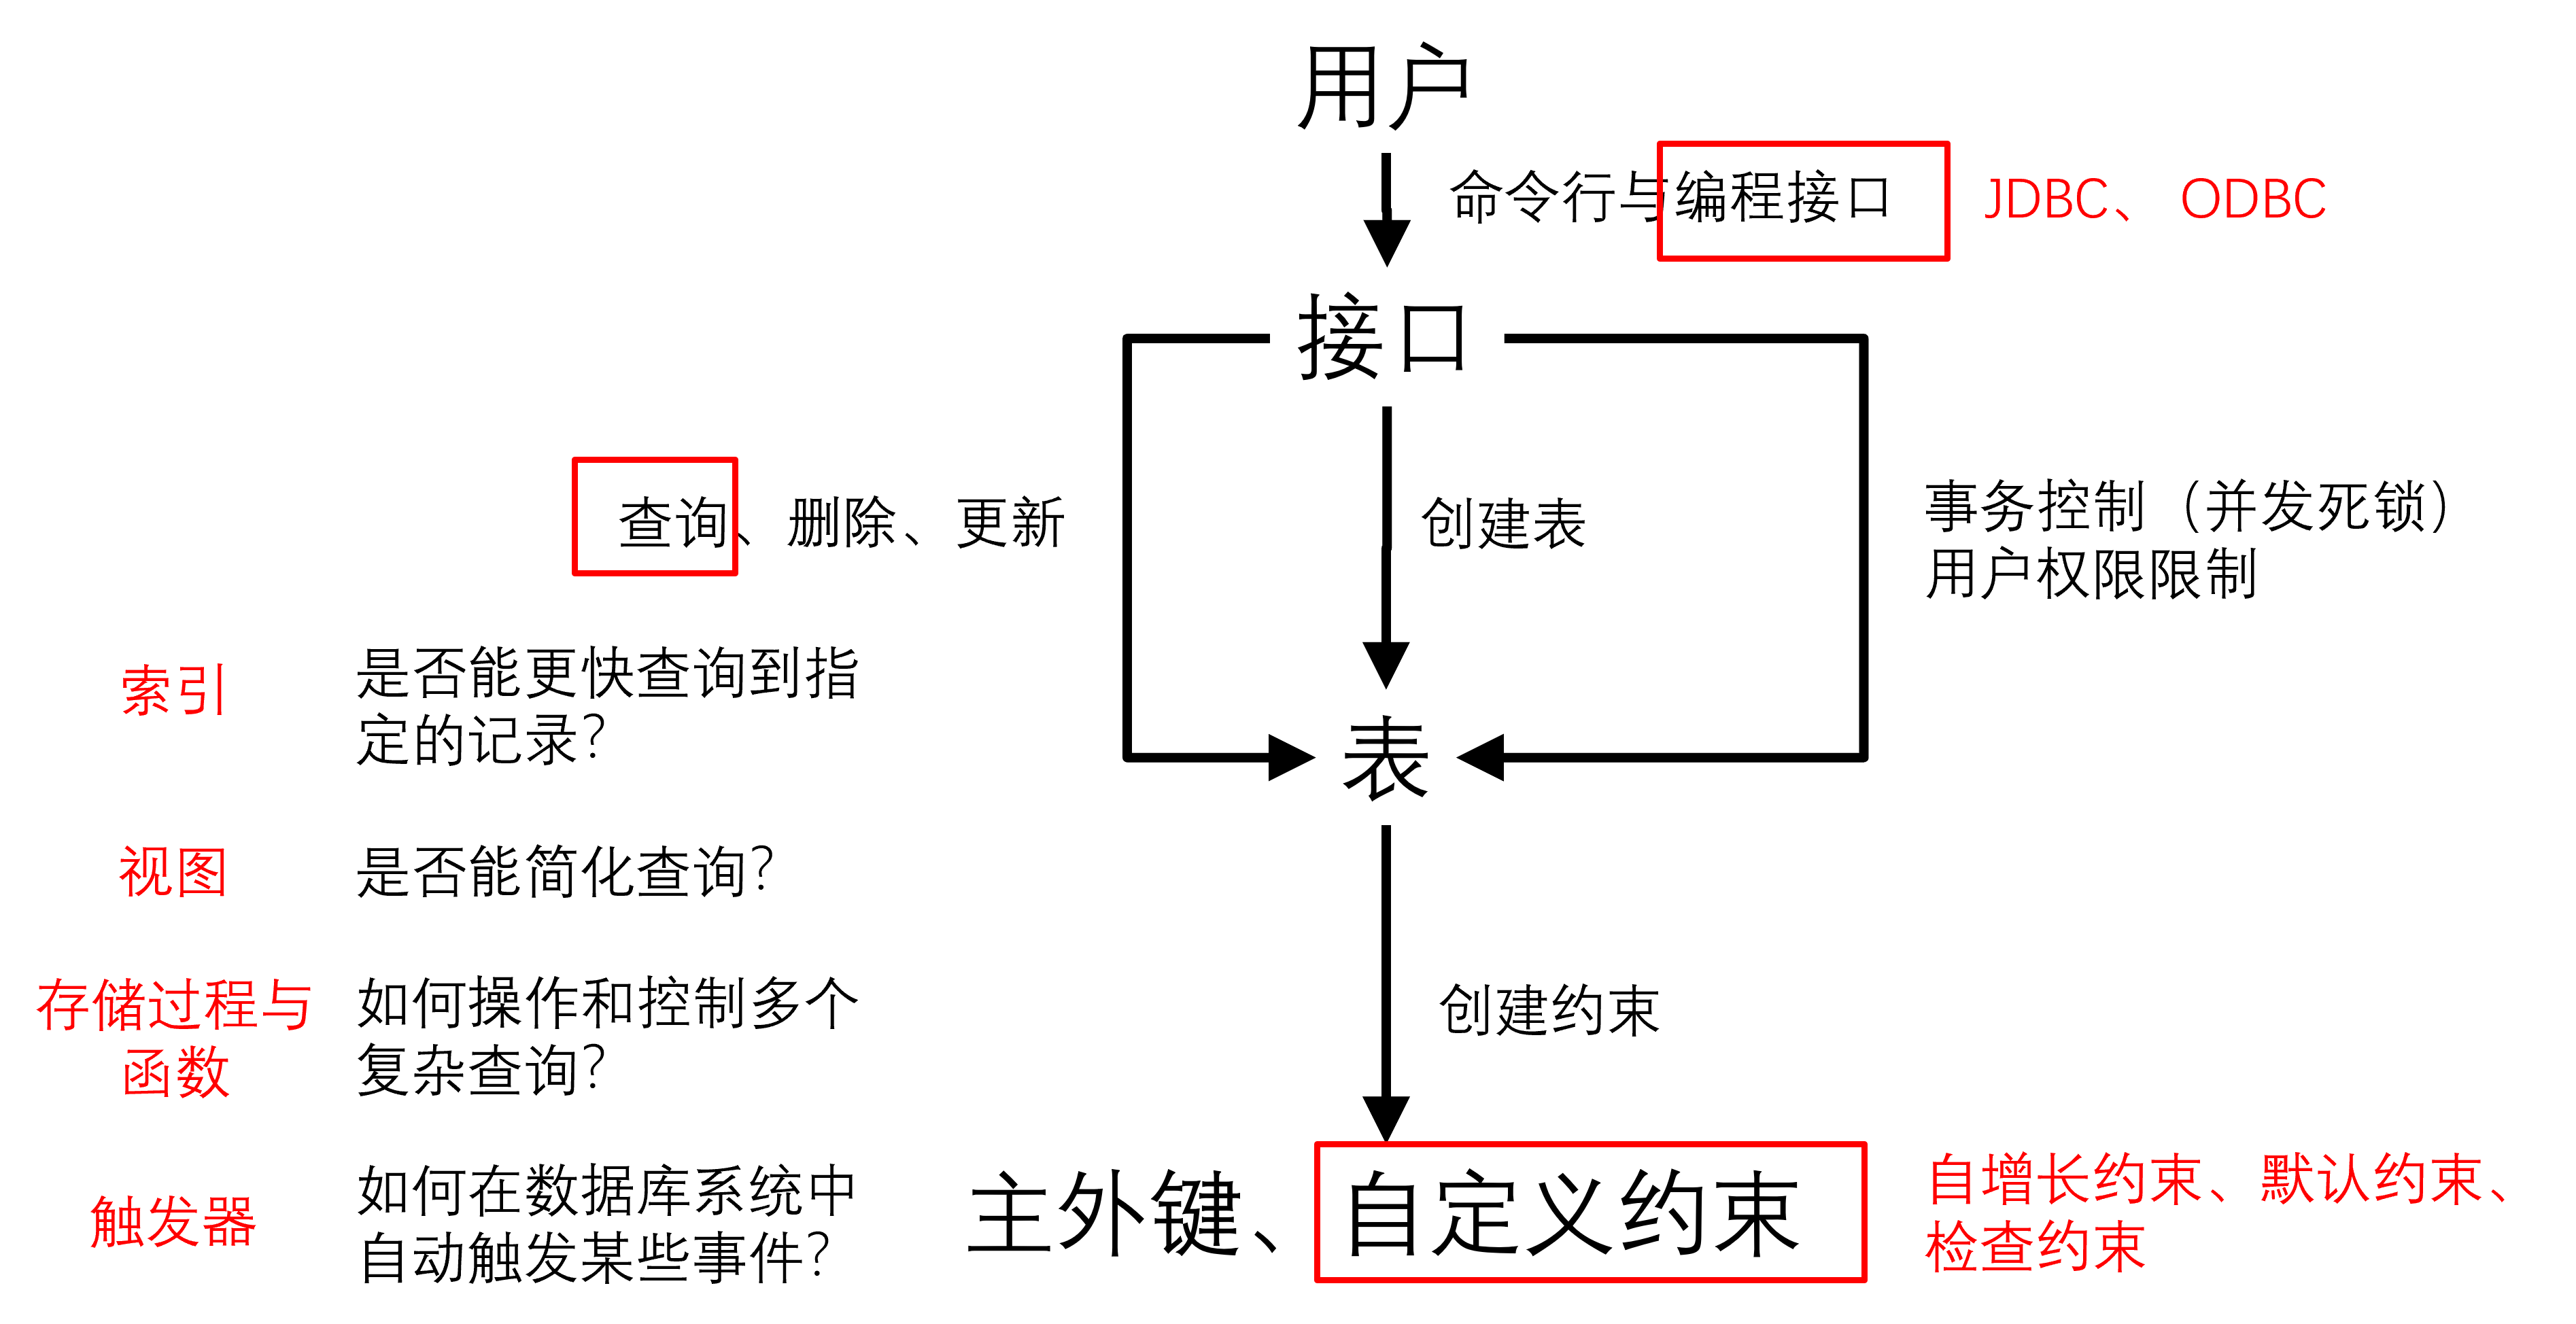 用户
命令行与编程接口
JDBC、 ODBC
接口
查询、删除、更新
创建表
事务控制（并发死锁）
用户权限限制
索引
是否能更快查询到指
定的记录？
表
视图
是否能简化查询？
存储过程与
函数
如何操作和控制多个
复杂查询？
创建约束
触发器
如何在数据库系统中
自动触发某些事件？
主外键、自定义约束
自增长约束、默认约束、
检查约束